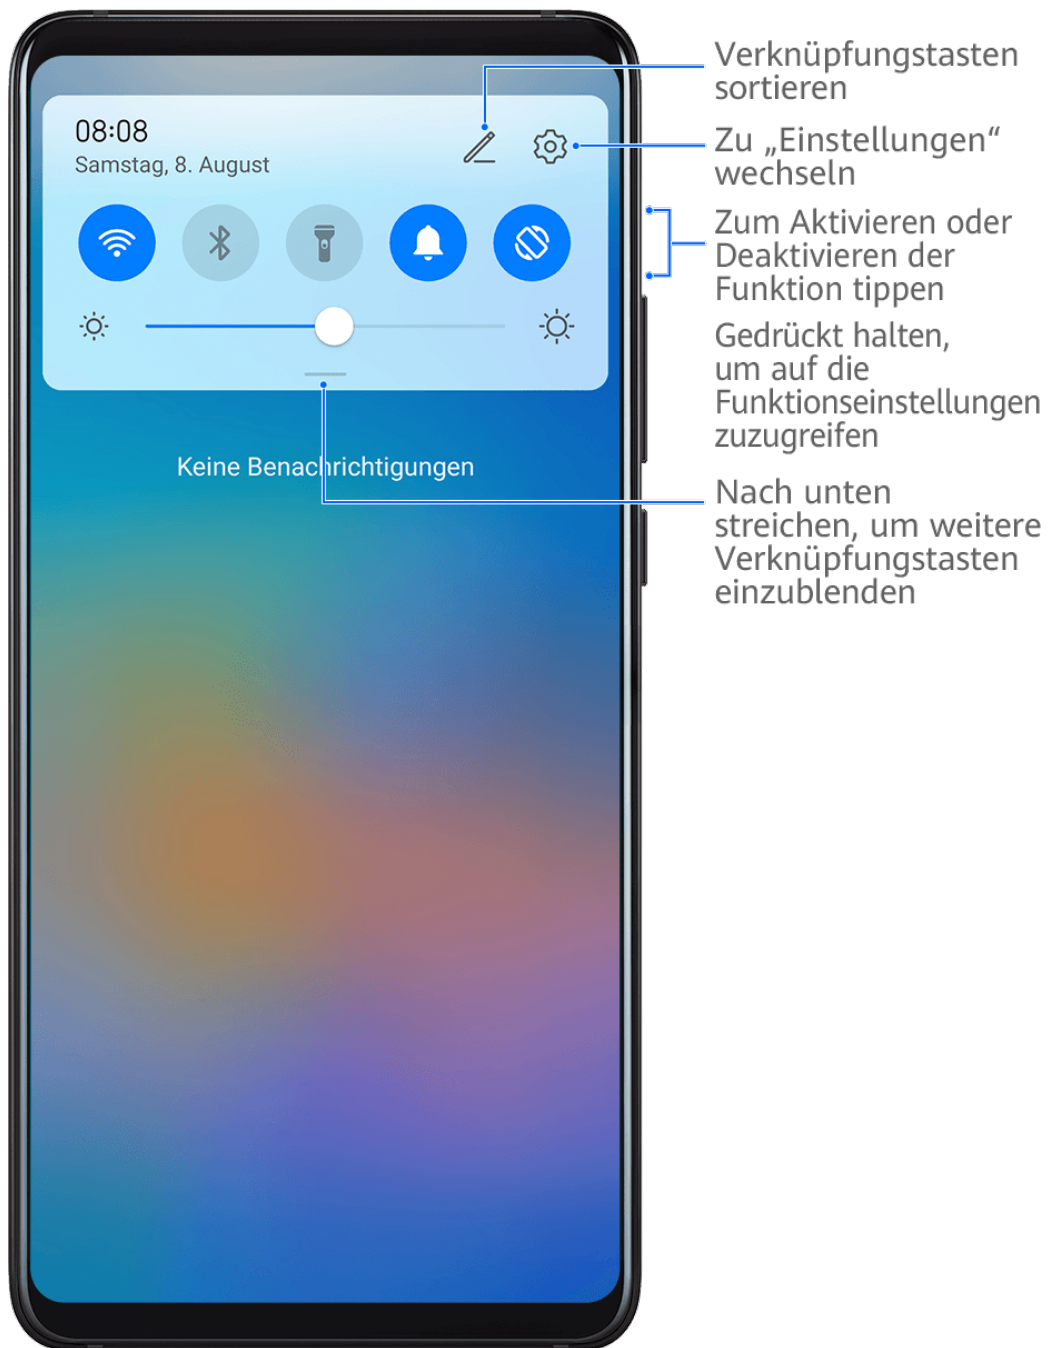 08:08
Samstag, 8. August
Keine Benachrichtigungen
Verknüpfungstasten
sortieren
Zu „Einstellungen“
wechseln
Zum Aktivieren oder
Deaktivieren der
Funktion tippen
Gedrückt halten,
um auf die
Funktionseinstellungen
zuzugreifen
Nach unten
streichen, um weitere
Verknüpfungstasten
einzublenden